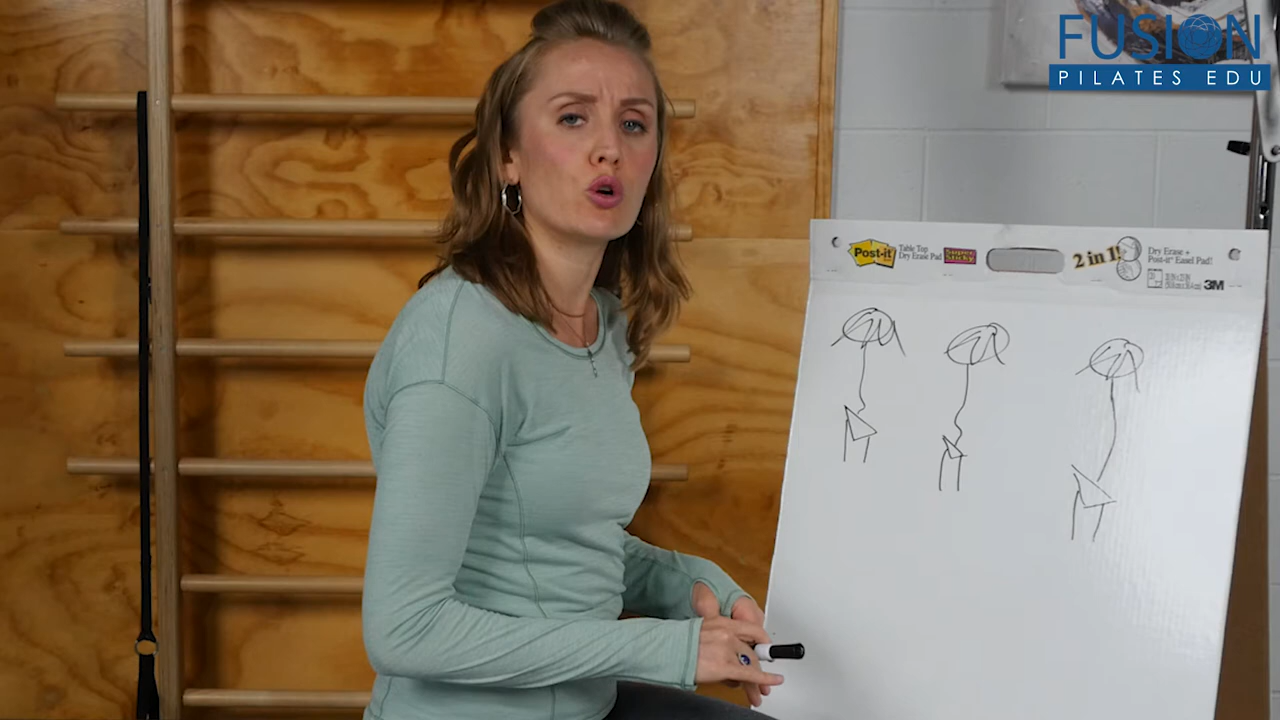 FUSION
PILATES EDU
Post-it
Table Top
Dry Erase Pad
Super
Sticky
2 in 1!
Dry Erase +
Post-it Easel Pad!
3M